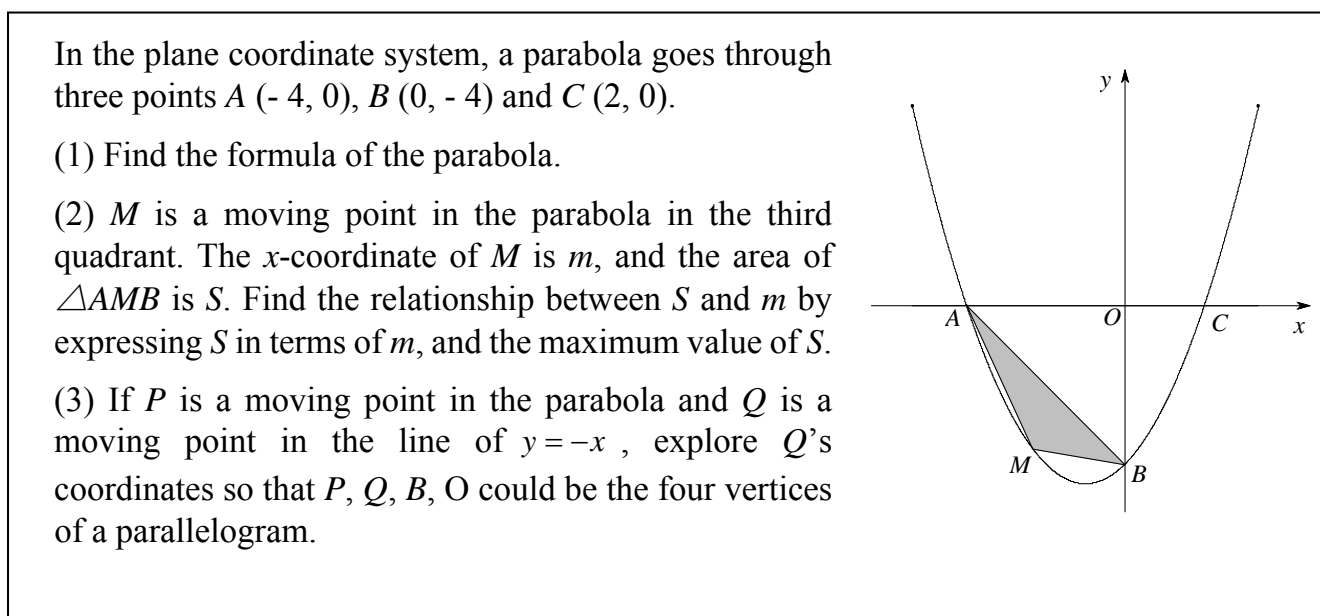 In the plane coordinate system, a parabola goes through
three points A (- 4, 0), B (0, - 4) and C (2, 0).
(1) Find the formula of the parabola.
(2) M is a moving point in the parabola in the third
quadrant. The x-coordinate of M is m, and the area of
△AMB is S. Find the relationship between S and m by
expressing S in terms of m, and the maximum value of S.
(3) If P is a moving point in the parabola and Q is a
moving point in the line of y = −x , explore Q’s
coordinates so that P, Q, B, O could be the four vertices
of a parallelogram.
y
A
O
C
x
M
B